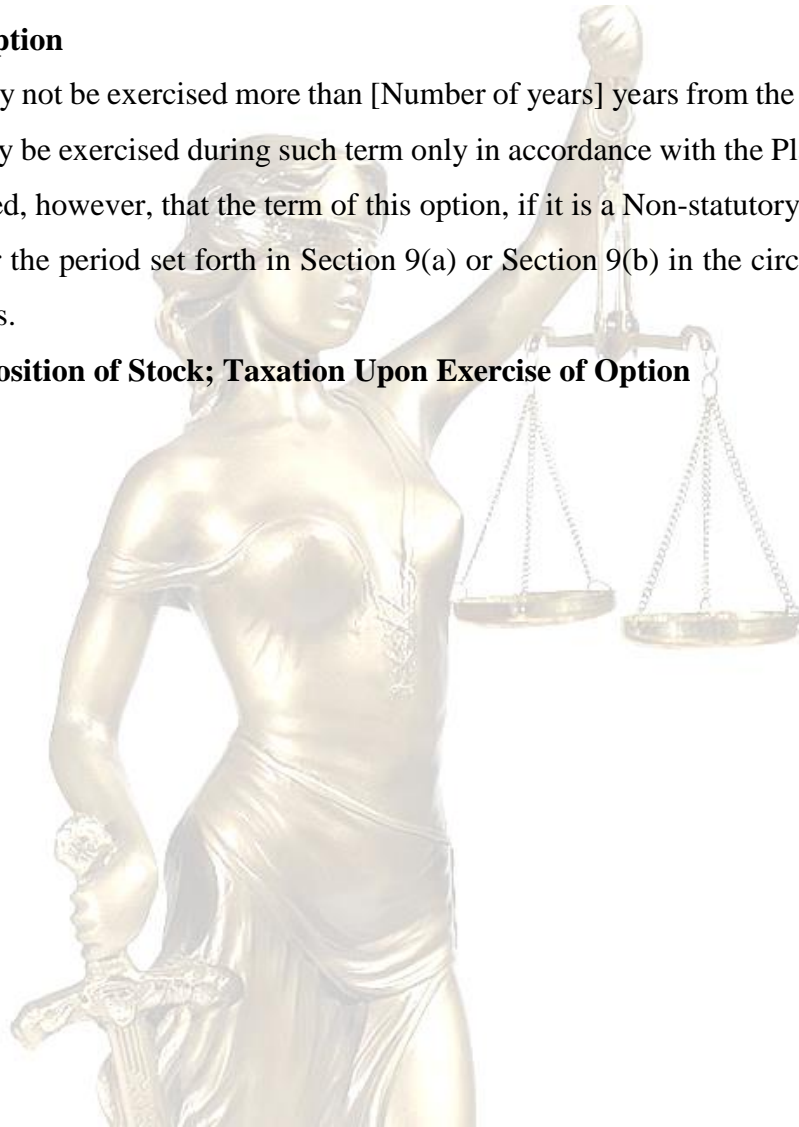 ption
y not be exercised more than [Number of years] years from the
y be exercised during such term only in accordance with the Pl
ed, however, that the term of this option, if it is a Non-statutory
r the period set forth in Section 9(a) or Section 9(b) in the circ
s.
osition of Stock; Taxation Upon Exercise of Option